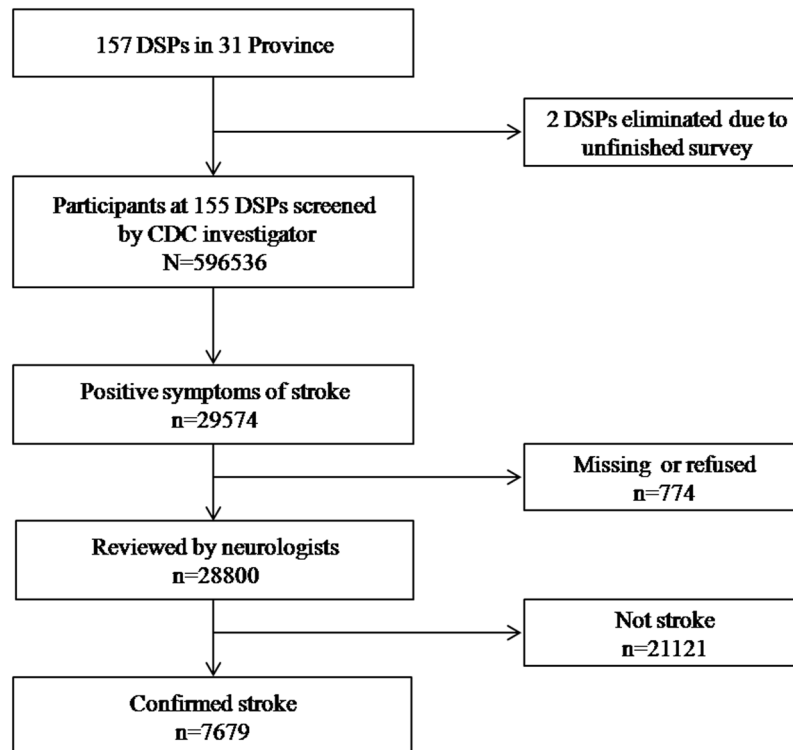 157 DSPs in 31 Province
2 DSPs eliminated due to
unfinished survey
Participants at 155 DSPs screened
by CDC investigator
N=596536
Positive symptoms of stroke
n=29574
Missing or refused
n=774
Reviewed by neurologists
n=28800
Not stroke
n=21121
Confirmed stroke
n=7679